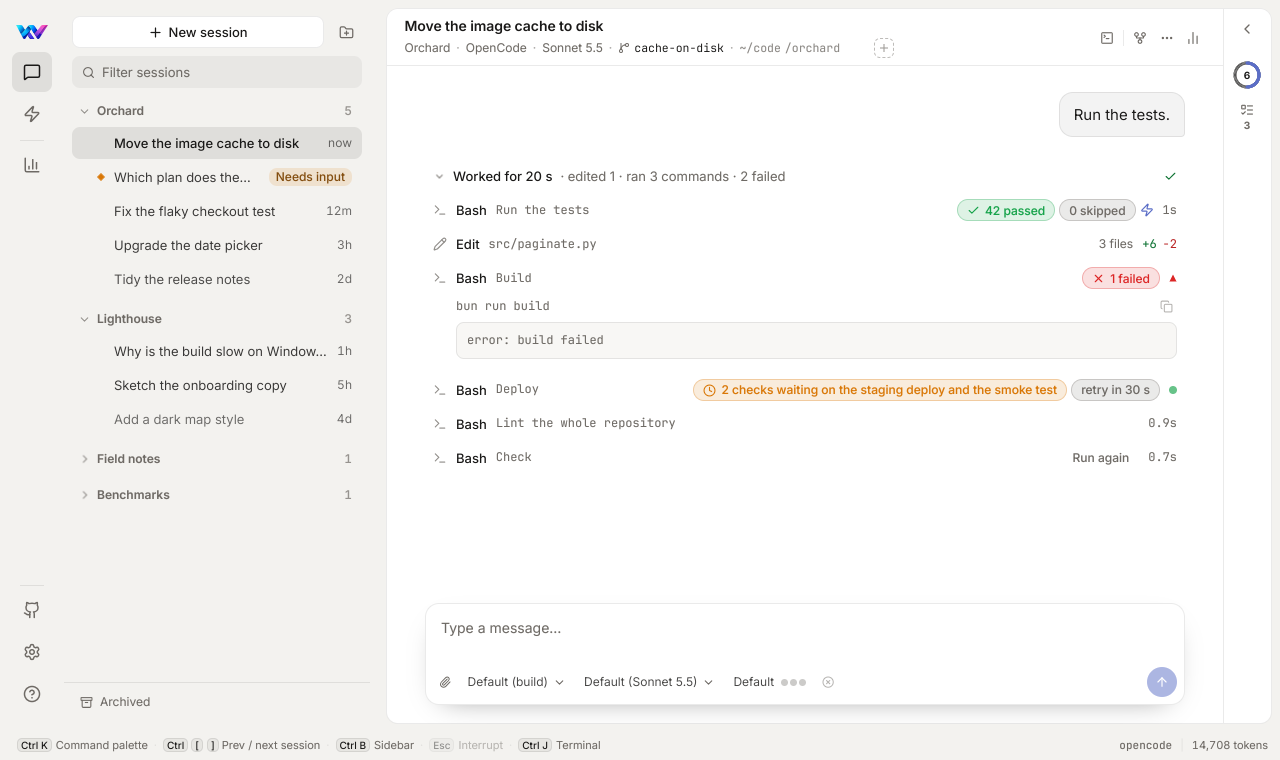 New session
Filter sessions
Orchard 5
Move the image cache to disk now
Which plan does the... Needs input
Fix the flaky checkout test 12m
Upgrade the date picker 3h
Tidy the release notes 2d
Lighthouse 3
Why is the build slow on Window... 1h
Sketch the onboarding copy 5h
Add a dark map style 4d
Field notes 1
Benchmarks 1
Archived
Move the image cache to disk
Orchard · OpenCode · Sonnet 5.5 · cache-on-disk · ~/code /orchard
Run the tests.
Worked for 20 s · edited 1 · ran 3 commands · 2 failed
Bash Run the tests 42 passed 0 skipped 1s
Edit src/paginate.py 3 files +6 -2
Bash Build 1 failed
bun run build
error: build failed
Bash Deploy 2 checks waiting on the staging deploy and the smoke test retry in 30 s
Bash Lint the whole repository 0.9s
Bash Check Run again 0.7s
Type a message...
Default (build) Default (Sonnet 5.5) Default
6
3
Ctrl K Command palette · Ctrl [ ] Prev / next session · Ctrl B Sidebar · Esc Interrupt · Ctrl J Terminal
opencode 14,708 tokens